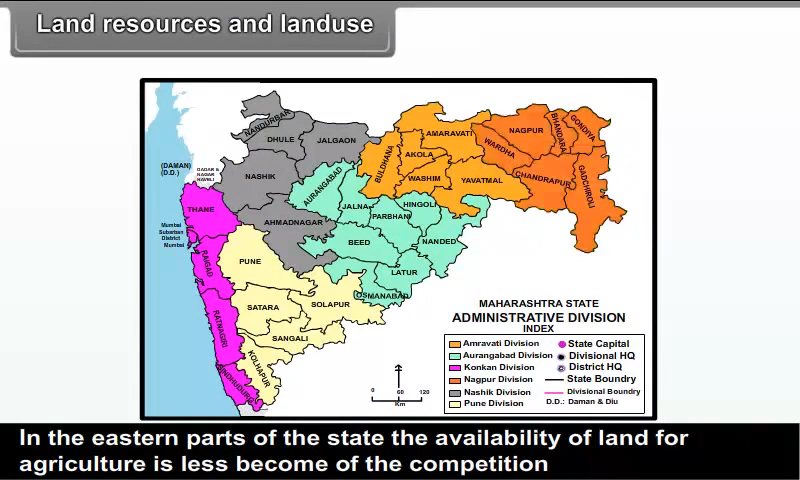 Land resources and landuse
NANDURBAR
DHULE
JALGAON
NASHIK
AURANGABAD
JALNA
AHMADNAGAR
BULDHANA
AKOLA
AMARAVATI
WASHIM
YAVATMAL
WARDHA
NAGPUR
BHANDARA
GONDIYA
CHANDRAPUR
GADCHIROLI
PARBHANI
HINGOLI
NANDED
BEED
LATUR
OSMANABAD
(DAMAN)
(D.D.)
DADAR &
NAGAR
HAVELI
THANE
Mumbai
Suburban
District
Mumbai
RAIGAD
PUNE
RATNAGIRI
SATARA
SOLAPUR
SANGALI
KOLHAPUR
SINDHUDURG
MAHARASHTRA STATE
ADMINISTRATIVE DIVISION
INDEX
Amravati Division
Aurangabad Division
Konkan Division
Nagpur Division
Nashik Division
Pune Division
State Capital
Divisional HQ
District HQ
State Boundry
Divisional Boundry
D.D.: Daman & Diu
0 60 120
Km
In the eastern parts of the state the availability of land for
agriculture is less become of the competition